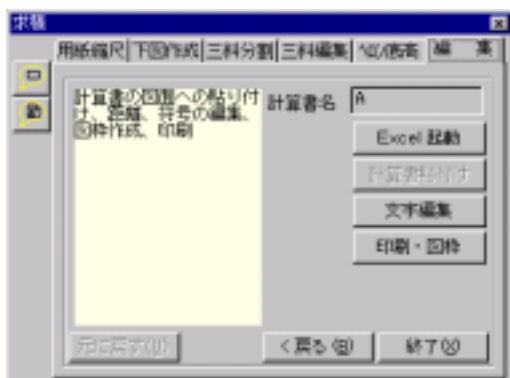 求積
用紙縮尺 下図作成 三斜分割 三斜編集 ヘロン/底高 編 集
計算書の図面への貼り付
け、距離、符号の編集、
図枠作成、印刷
計算書名 A
Excel 起動
計算書貼付け
文字編集
印刷・図枠
元に戻す(U) < 戻る(B) 終了(X)